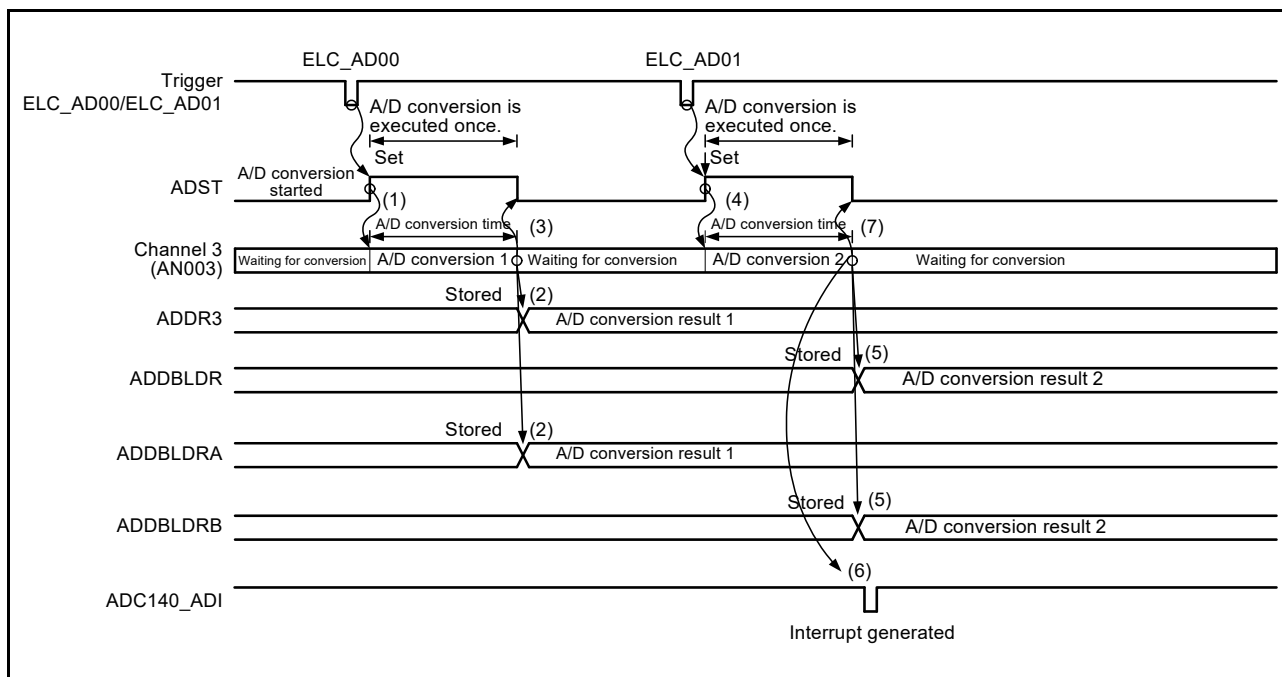 ELC_AD00
ELC_AD01
Trigger
ELC_AD00/ELC_AD01
A/D conversion is
executed once.
A/D conversion is
executed once.
Set
Set
A/D conversion
started
ADST
(1)
(4)
A/D conversion time
(3)
A/D conversion time
(7)
Channel 3
(AN003)
Waiting for conversion
A/D conversion 1
Waiting for conversion
A/D conversion 2
Waiting for conversion
Stored
(2)
ADDR3
A/D conversion result 1
Stored
(5)
ADDBLDR
A/D conversion result 2
Stored
(2)
ADDBLDRA
A/D conversion result 1
Stored
(5)
ADDBLDRB
A/D conversion result 2
(6)
ADC140_ADI
Interrupt generated